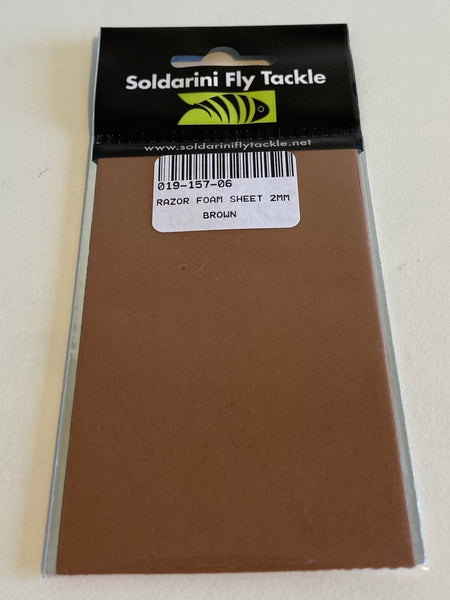 Soldarini Fly Tackle
www.soldariniflytackle.net
019-157-06
RAZOR FOAM SHEET 2MM
BROWN